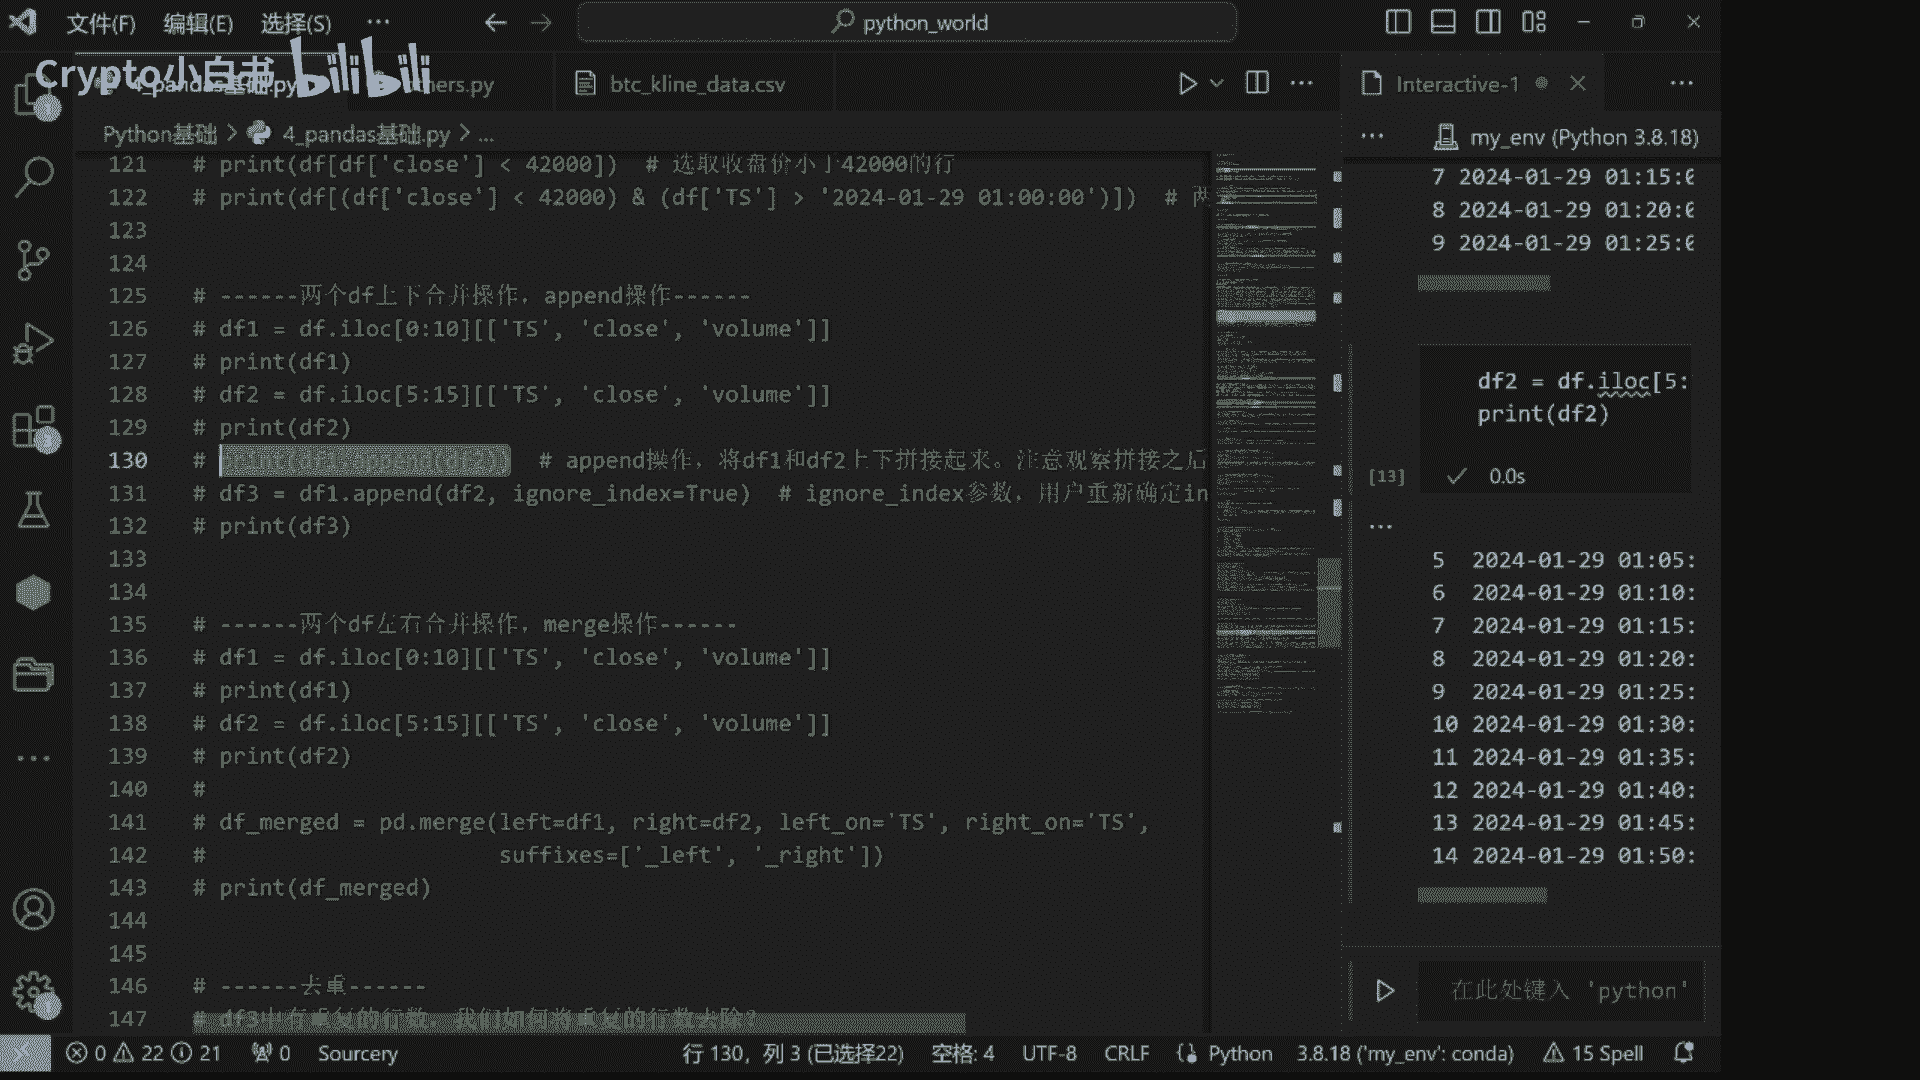 文件(F) 编辑(E) 选择(S) ··· python_world
Crypto小白书 bilibili
4_pandas基础.py hers.py btc_kline_data.csv Interactive-1
Python基础 > 4_pandas基础.py > ...
my_env (Python 3.8.18)
121 # print(df[df['close'] < 42000]) # 选取收盘价小于42000的行
122 # print(df[(df['close'] < 42000) & (df['TS'] > '2024-01-29 01:00:00')]) # 两
123
124
125 # ------两个df上下合并操作，append操作------
126 # df1 = df.iloc[0:10][['TS', 'close', 'volume']]
127 # print(df1)
128 # df2 = df.iloc[5:15][['TS', 'close', 'volume']]
129 # print(df2)
130 # print(df1.append(df2)) # append操作，将df1和df2上下拼接起来。注意观察拼接之后
131 # df3 = df1.append(df2, ignore_index=True) # ignore_index参数，用户重新确定in
132 # print(df3)
133
134
135 # ------两个df左右合并操作，merge操作------
136 # df1 = df.iloc[0:10][['TS', 'close', 'volume']]
137 # print(df1)
138 # df2 = df.iloc[5:15][['TS', 'close', 'volume']]
139 # print(df2)
140 #
141 # df_merged = pd.merge(left=df1, right=df2, left_on='TS', right_on='TS',
142 # suffixes=['_left', '_right'])
143 # print(df_merged)
144
145
146 # ------去重------
147 # df3中有重复的行数，我们如何将重复的行数去除？
7 2024-01-29 01:15:0
8 2024-01-29 01:20:0
9 2024-01-29 01:25:0
df2 = df.iloc[5:
print(df2)
[13] ✓ 0.0s
...
5 2024-01-29 01:05:
6 2024-01-29 01:10:
7 2024-01-29 01:15:
8 2024-01-29 01:20:
9 2024-01-29 01:25:
10 2024-01-29 01:30:
11 2024-01-29 01:35:
12 2024-01-29 01:40:
13 2024-01-29 01:45:
14 2024-01-29 01:50:
在此处键入 'python'
0 22 21 0 Sourcery 行 130，列 3 (已选择22) 空格: 4 UTF-8 CRLF Python 3.8.18 ('my_env': conda) 15 Spell